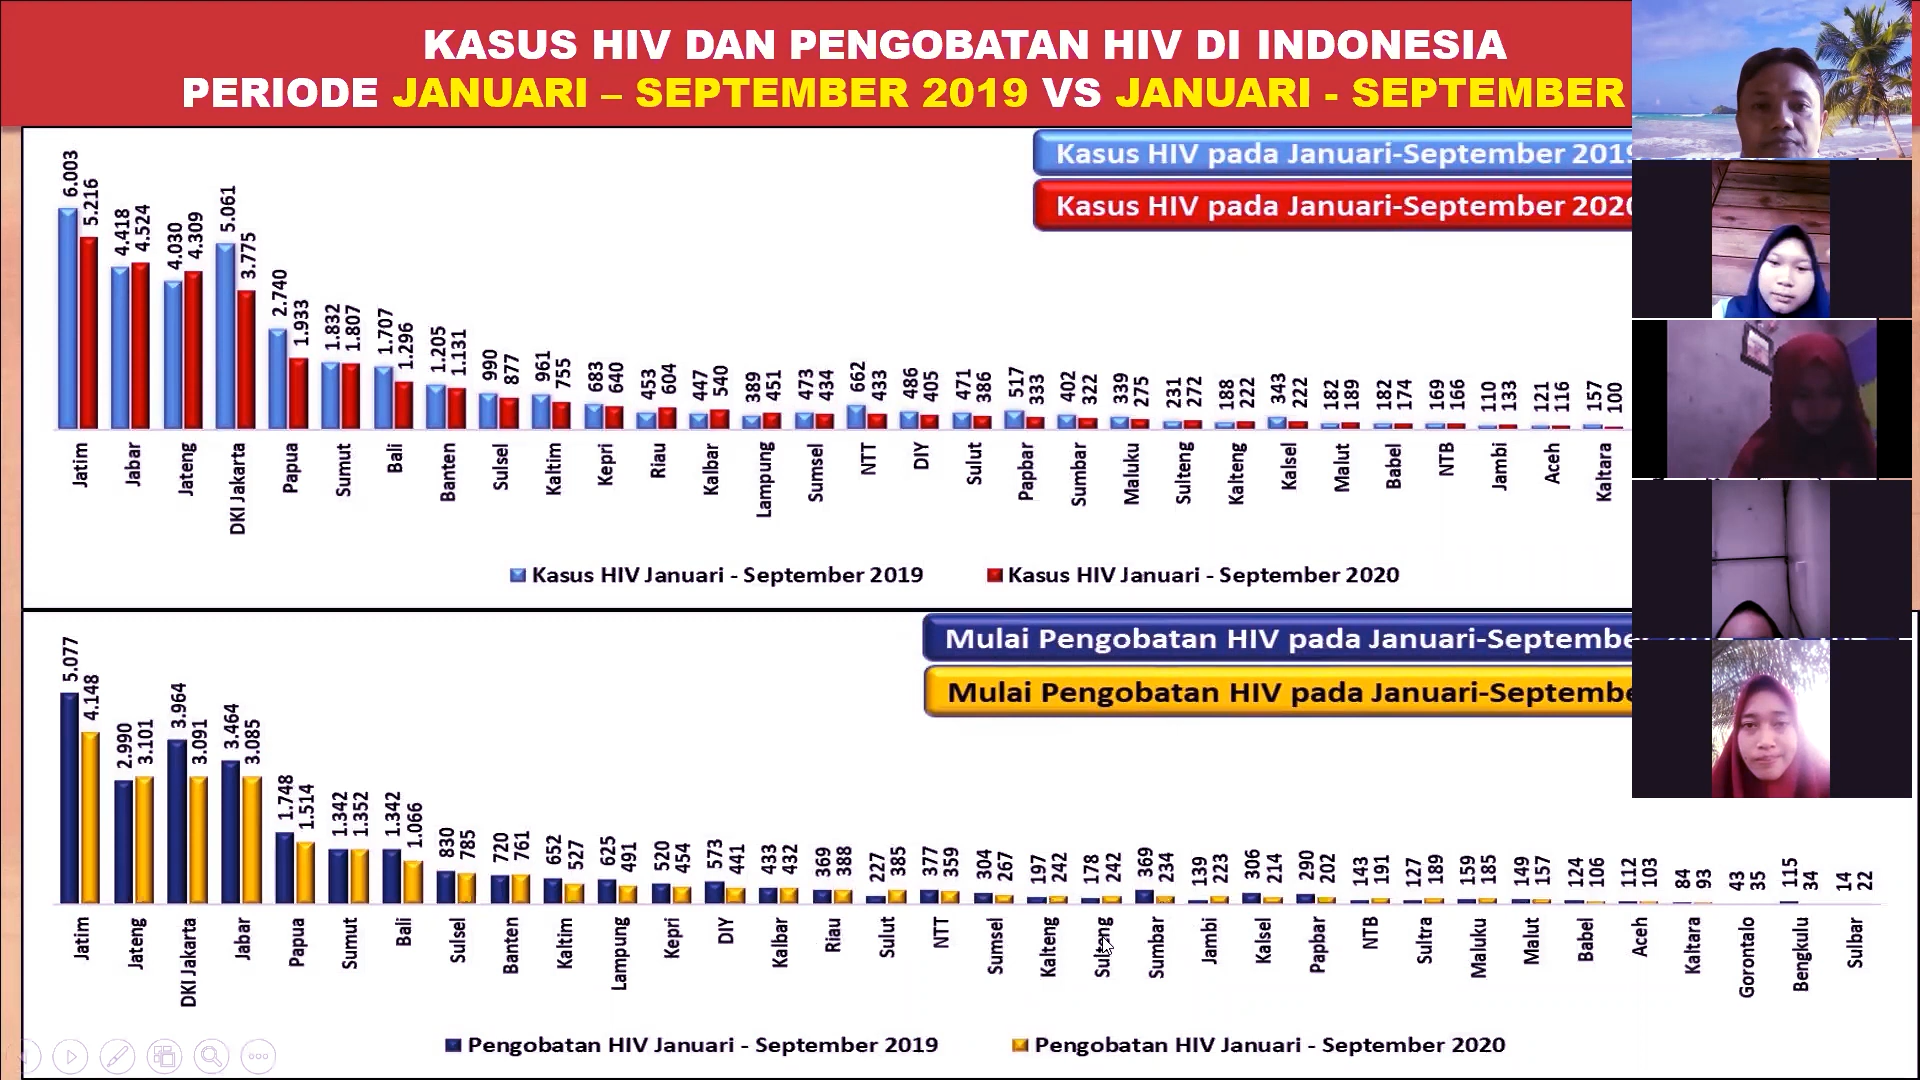 KASUS HIV DAN PENGOBATAN HIV DI INDONESIA
PERIODE JANUARI – SEPTEMBER 2019 VS JANUARI - SEPTEMBER
Kasus HIV pada Januari-September 2019
Kasus HIV pada Januari-September 2020
6.003 5.216 4.418 4.524 4.030 4.309 5.061 3.775 2.740 1.933 1.832 1.807 1.707 1.296 1.205 1.131 990 877 961 755 683 640 453 604 447 540 389 451 473 434 662 433 486 405 471 386 517 333 402 322 339 275 231 272 188 222 343 222 182 189 182 174 169 166 110 133 121 116 157 100
Jatim Jabar Jateng DKI Jakarta Papua Sumut Bali Banten Sulsel Kaltim Kepri Riau Kalbar Lampung Sumsel NTT DIY Sulut Papbar Sumbar Maluku Sulteng Kalteng Kalsel Malut Babel NTB Jambi Aceh Kaltara
Kasus HIV Januari - September 2019 Kasus HIV Januari - September 2020
Mulai Pengobatan HIV pada Januari-Septembe
Mulai Pengobatan HIV pada Januari-Septembe
5.077 4.148 2.990 3.101 3.964 3.091 3.464 3.085 1.748 1.514 1.342 1.352 1.342 1.066 830 785 720 761 652 527 625 491 520 454 573 441 433 432 369 388 227 385 377 359 304 267 197 242 178 242 369 234 139 223 306 214 290 202 143 191 127 189 159 185 149 157 124 106 112 103 84 93 43 35 115 34 14 22
Jatim Jateng DKI Jakarta Jabar Papua Sumut Bali Sulsel Banten Kaltim Lampung Kepri DIY Kalbar Riau Sulut NTT Sumsel Kalteng Sulteng Sumbar Jambi Kalsel Papbar NTB Sultra Maluku Malut Babel Aceh Kaltara Gorontalo Bengkulu Sulbar
Pengobatan HIV Januari - September 2019 Pengobatan HIV Januari - September 2020